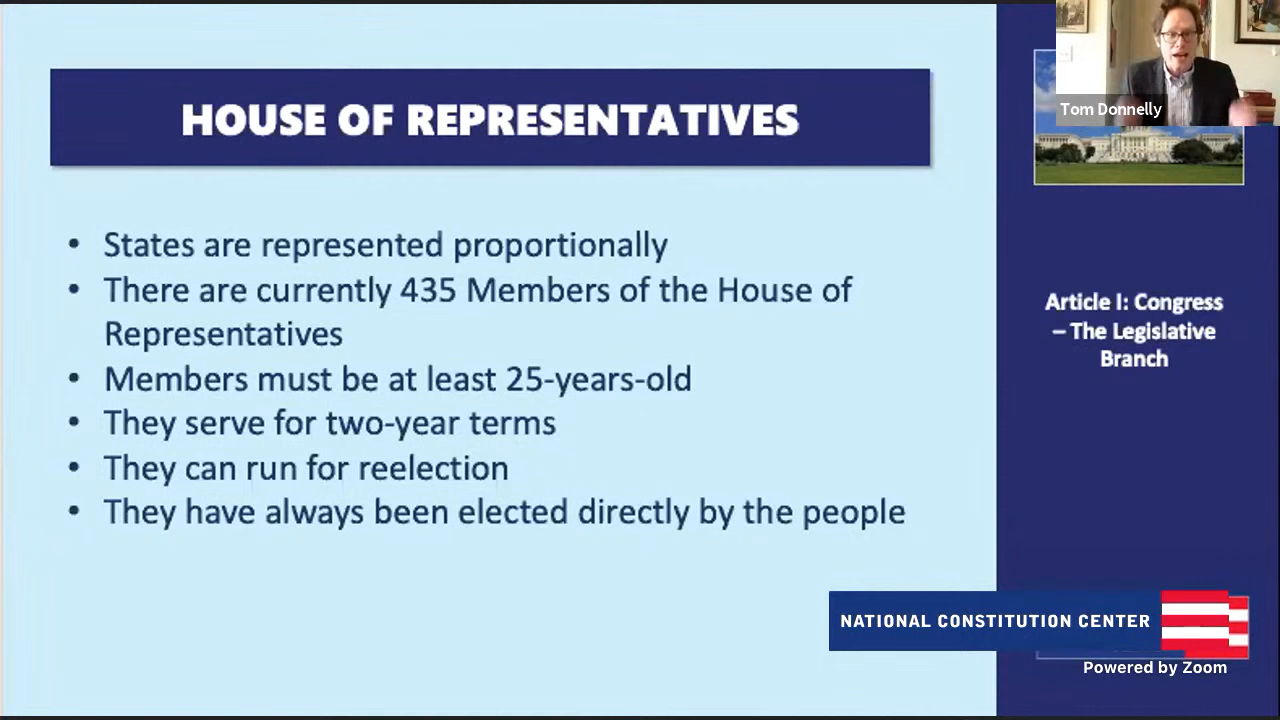 HOUSE OF REPRESENTATIVES
• States are represented proportionally
• There are currently 435 Members of the House of
Representatives
• Members must be at least 25-years-old
• They serve for two-year terms
• They can run for reelection
• They have always been elected directly by the people
Tom Donnelly
Article I: Congress
– The Legislative
Branch
NATIONAL CONSTITUTION CENTER
Powered by Zoom